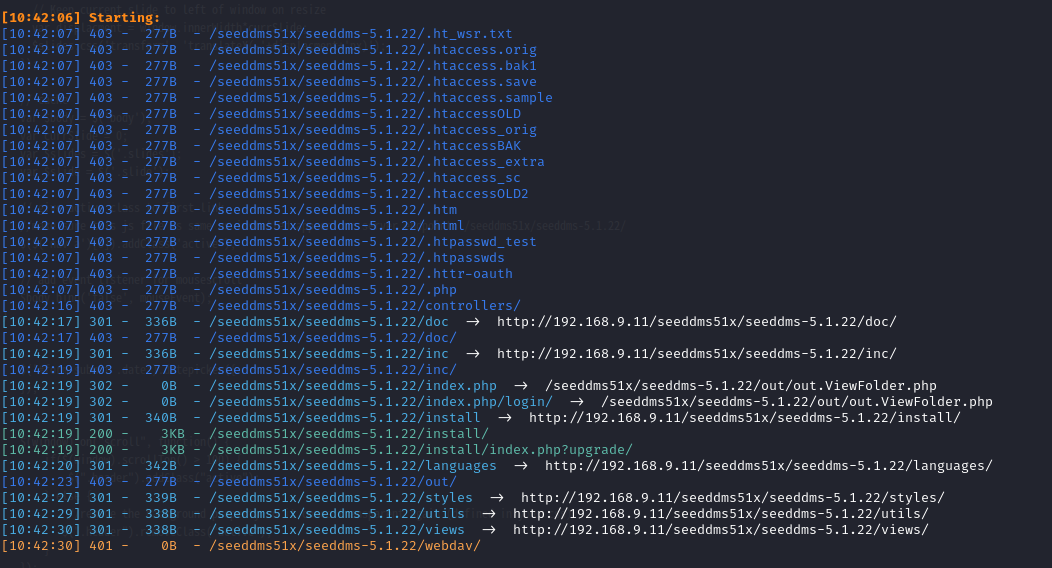 [10:42:06] Starting:
[10:42:07] 403 -  277B  - /seeddms51x/seeddms-5.1.22/.ht_wsr.txt
[10:42:07] 403 -  277B  - /seeddms51x/seeddms-5.1.22/.htaccess.orig
[10:42:07] 403 -  277B  - /seeddms51x/seeddms-5.1.22/.htaccess.bak1
[10:42:07] 403 -  277B  - /seeddms51x/seeddms-5.1.22/.htaccess.save
[10:42:07] 403 -  277B  - /seeddms51x/seeddms-5.1.22/.htaccess.sample
[10:42:07] 403 -  277B  - /seeddms51x/seeddms-5.1.22/.htaccessOLD
[10:42:07] 403 -  277B  - /seeddms51x/seeddms-5.1.22/.htaccess_orig
[10:42:07] 403 -  277B  - /seeddms51x/seeddms-5.1.22/.htaccessBAK
[10:42:07] 403 -  277B  - /seeddms51x/seeddms-5.1.22/.htaccess_extra
[10:42:07] 403 -  277B  - /seeddms51x/seeddms-5.1.22/.htaccess_sc
[10:42:07] 403 -  277B  - /seeddms51x/seeddms-5.1.22/.htaccessOLD2
[10:42:07] 403 -  277B  - /seeddms51x/seeddms-5.1.22/.htm
[10:42:07] 403 -  277B  - /seeddms51x/seeddms-5.1.22/.html
[10:42:07] 403 -  277B  - /seeddms51x/seeddms-5.1.22/.htpasswd_test
[10:42:07] 403 -  277B  - /seeddms51x/seeddms-5.1.22/.htpasswds
[10:42:07] 403 -  277B  - /seeddms51x/seeddms-5.1.22/.httr-oauth
[10:42:07] 403 -  277B  - /seeddms51x/seeddms-5.1.22/.php
[10:42:16] 403 -  277B  - /seeddms51x/seeddms-5.1.22/controllers/
[10:42:17] 301 -  336B  - /seeddms51x/seeddms-5.1.22/doc  →  http://192.168.9.11/seeddms51x/seeddms-5.1.22/doc/
[10:42:17] 403 -  277B  - /seeddms51x/seeddms-5.1.22/doc/
[10:42:19] 301 -  336B  - /seeddms51x/seeddms-5.1.22/inc  →  http://192.168.9.11/seeddms51x/seeddms-5.1.22/inc/
[10:42:19] 403 -  277B  - /seeddms51x/seeddms-5.1.22/inc/
[10:42:19] 302 -    0B  - /seeddms51x/seeddms-5.1.22/index.php  →  /seeddms51x/seeddms-5.1.22/out/out.ViewFolder.php
[10:42:19] 302 -    0B  - /seeddms51x/seeddms-5.1.22/index.php/login/  →  /seeddms51x/seeddms-5.1.22/out/out.ViewFolder.php
[10:42:19] 301 -  340B  - /seeddms51x/seeddms-5.1.22/install  →  http://192.168.9.11/seeddms51x/seeddms-5.1.22/install/
[10:42:19] 200 -    3KB - /seeddms51x/seeddms-5.1.22/install/
[10:42:19] 200 -    3KB - /seeddms51x/seeddms-5.1.22/install/index.php?upgrade/
[10:42:20] 301 -  342B  - /seeddms51x/seeddms-5.1.22/languages  →  http://192.168.9.11/seeddms51x/seeddms-5.1.22/languages/
[10:42:23] 403 -  277B  - /seeddms51x/seeddms-5.1.22/out/
[10:42:27] 301 -  339B  - /seeddms51x/seeddms-5.1.22/styles  →  http://192.168.9.11/seeddms51x/seeddms-5.1.22/styles/
[10:42:29] 301 -  338B  - /seeddms51x/seeddms-5.1.22/utils  →  http://192.168.9.11/seeddms51x/seeddms-5.1.22/utils/
[10:42:30] 301 -  338B  - /seeddms51x/seeddms-5.1.22/views  →  http://192.168.9.11/seeddms51x/seeddms-5.1.22/views/
[10:42:30] 401 -    0B  - /seeddms51x/seeddms-5.1.22/webdav/